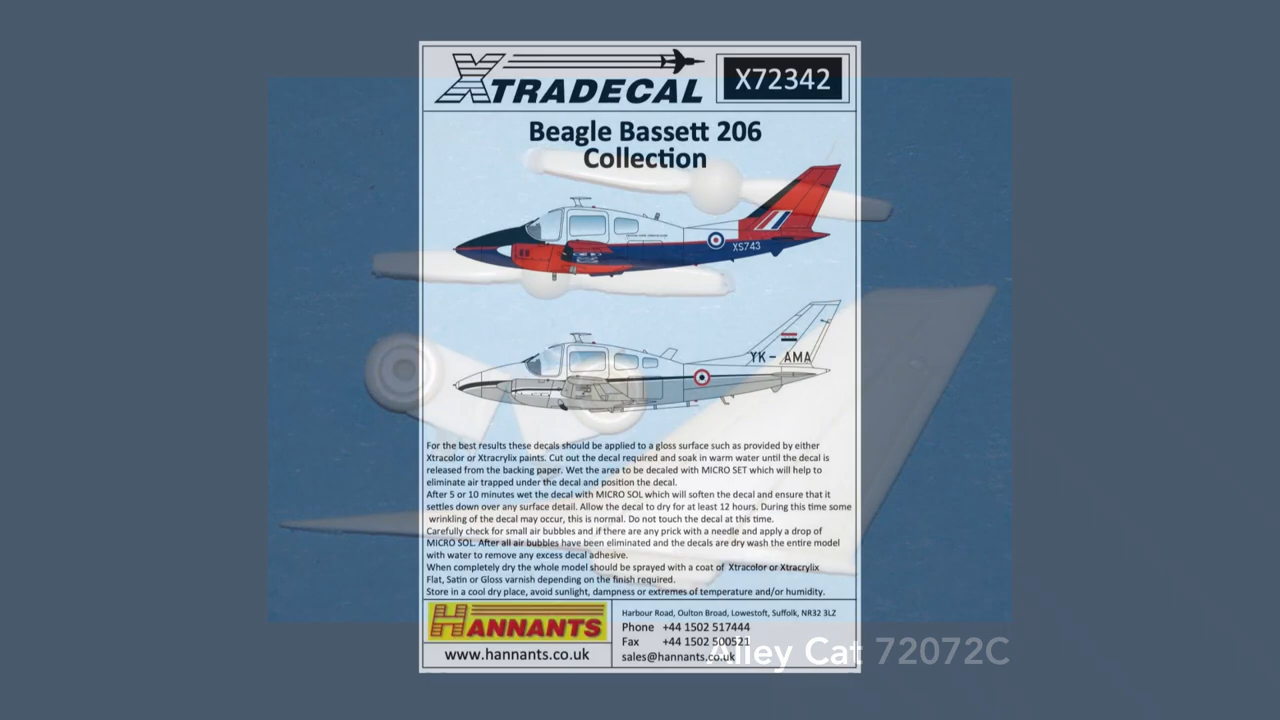 XTRADECAL
X72342
Beagle Bassett 206
Collection
XS743
YK - AMA
For the best results these decals should be applied to a gloss surface such as provided by either
Xtracolor or Xtracrylix paints. Cut out the decal required and soak in warm water until the decal is
released from the backing paper. Wet the area to be decaled with MICRO SET which will help to
eliminate air trapped under the decal and position the decal.
After 5 or 10 minutes wet the decal with MICRO SOL which will soften the decal and ensure that it
settles down over any surface detail. Allow the decal to dry for at least 12 hours. During this time some
wrinkling of the decal may occur, this is normal. Do not touch the decal at this time.
Carefully check for small air bubbles and if there are any prick with a needle and apply a drop of
MICRO SOL. After all air bubbles have been eliminated and the decals are dry wash the entire model
with water to remove any excess decal adhesive.
When completely dry the whole model should be sprayed with a coat of Xtracolor or Xtracrylix
Flat, Satin or Gloss varnish depending on the finish required.
Store in a cool dry place, avoid sunlight, dampness or extremes of temperature and/or humidity.
HANNANTS
www.hannants.co.uk
Harbour Road, Oulton Broad, Lowestoft, Suffolk, NR32 3LZ
Phone +44 1502 517444
Fax +44 1502 500521
sales@hannants.co.uk
Alley Cat 72072C